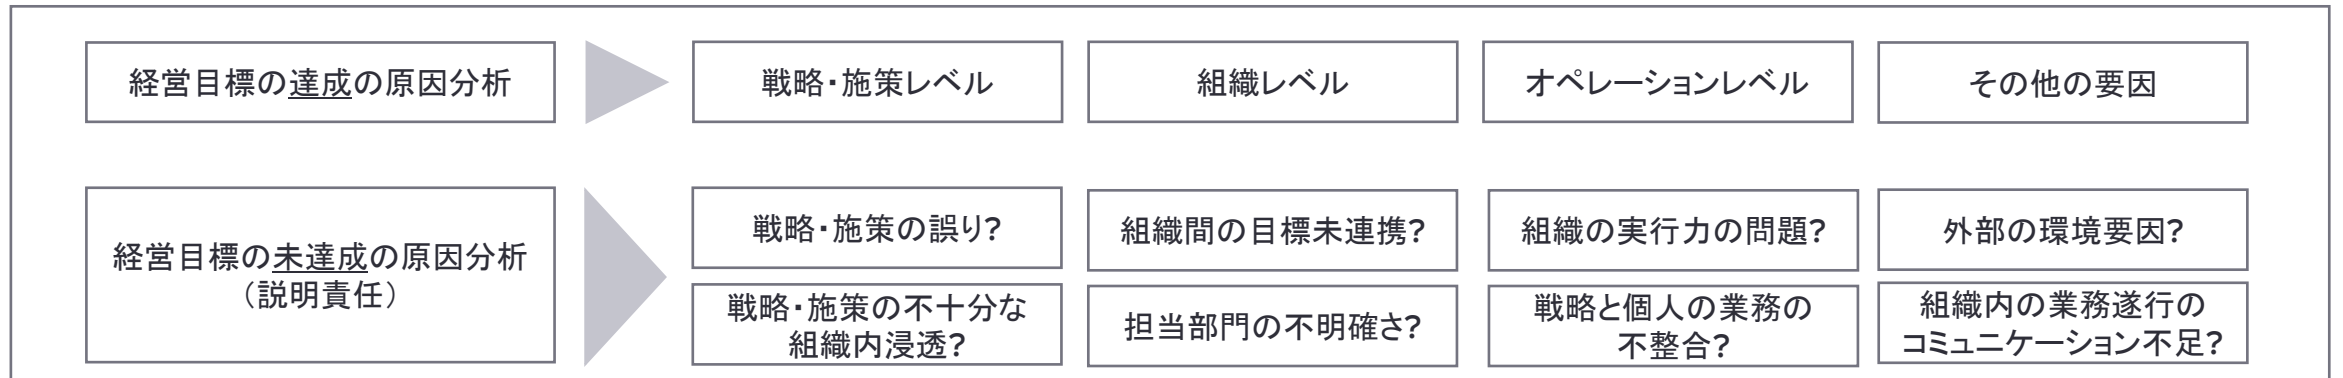 経営目標の達成の原因分析
戦略・施策レベル
組織レベル
オペレーションレベル
その他の要因
経営目標の未達成の原因分析
（説明責任）
戦略・施策の誤り?
組織間の目標未連携?
組織の実行力の問題?
外部の環境要因?
戦略・施策の不十分な
組織内浸透?
担当部門の不明確さ?
戦略と個人の業務の
不整合?
組織内の業務遂行の
コミュニケーション不足?